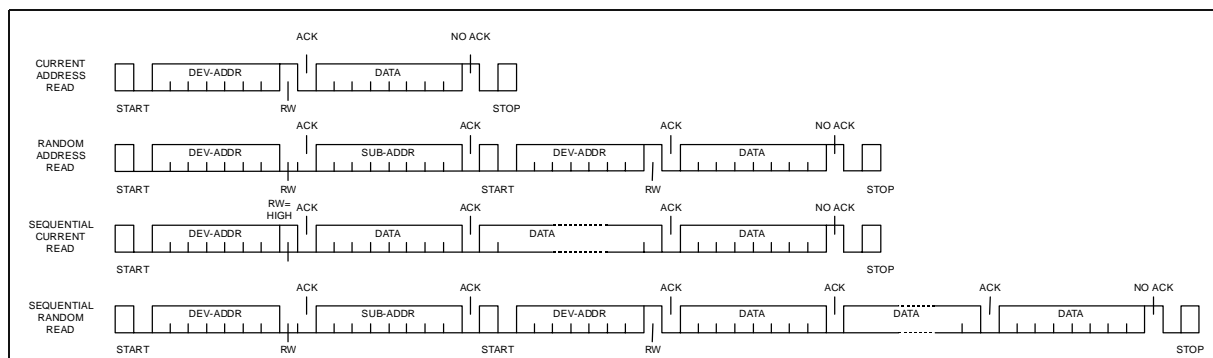 ACK NO ACK
CURRENT
ADDRESS
READ
DEV-ADDR DATA
START RW STOP
ACK ACK ACK NO ACK
RANDOM
ADDRESS
READ
DEV-ADDR SUB-ADDR DEV-ADDR DATA
START RW START RW STOP
RW=
HIGH
ACK ACK ACK NO ACK
SEQUENTIAL
CURRENT
READ
DEV-ADDR DATA DATA DATA
START STOP
ACK ACK ACK ACK ACK NO ACK
SEQUENTIAL
RANDOM
READ
DEV-ADDR SUB-ADDR DEV-ADDR DATA DATA DATA
START RW START RW STOP